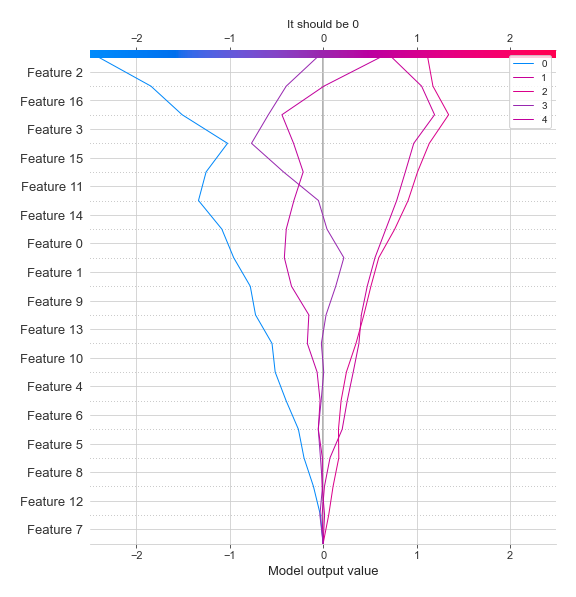 It should be 0
−2 −1 0 1 2
0
1
2
3
4
Feature 2
Feature 16
Feature 3
Feature 15
Feature 11
Feature 14
Feature 0
Feature 1
Feature 9
Feature 13
Feature 10
Feature 4
Feature 6
Feature 5
Feature 8
Feature 12
Feature 7
−2 −1 0 1 2
Model output value